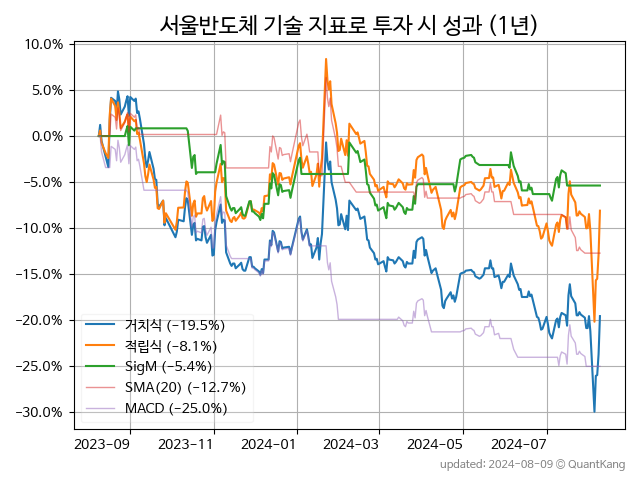 서울반도체 기술 지표로 투자 시 성과 (1년)
10.0%
5.0%
0.0%
−5.0%
−10.0%
−15.0%
−20.0%
−25.0%
−30.0%
거치식 (−19.5%)
적립식 (−8.1%)
SigM (−5.4%)
SMA(20) (−12.7%)
MACD (−25.0%)
2023-09 2023-11 2024-01 2024-03 2024-05 2024-07
updated: 2024-08-09 ⓒ QuantKang